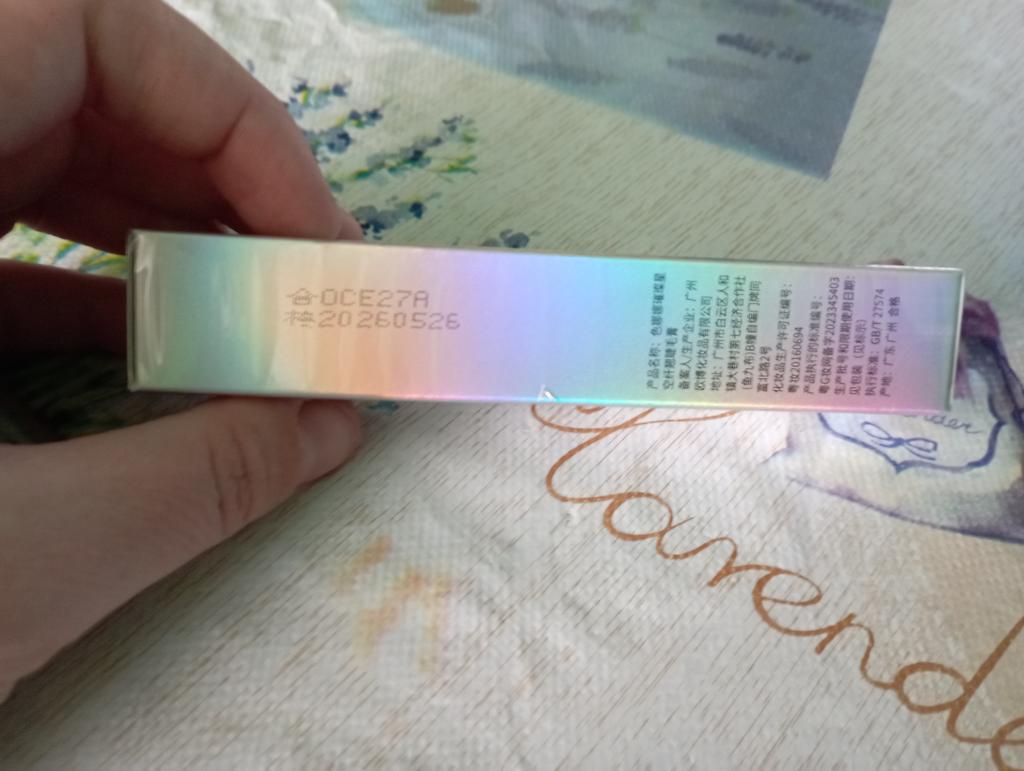 合 OCE27A
格 20260526
产品名称：色娜娜璀璨星
空纤翘睫毛膏
备案人/生产企业：广州
欧博化妆品有限公司
地址：广州市白云区人和
镇大巷村第七经济合作社
（鱼九布）B幢自编门牌同
富北路2号
化妆品生产许可证编号：
粤妆20160694
产品执行的标准编号：
粤G妆网备字2023345403
生产批号和限期使用日期：
见包装（见标示）
执行标准：GB/T 27574
产地：广东 广州 合格
Larende